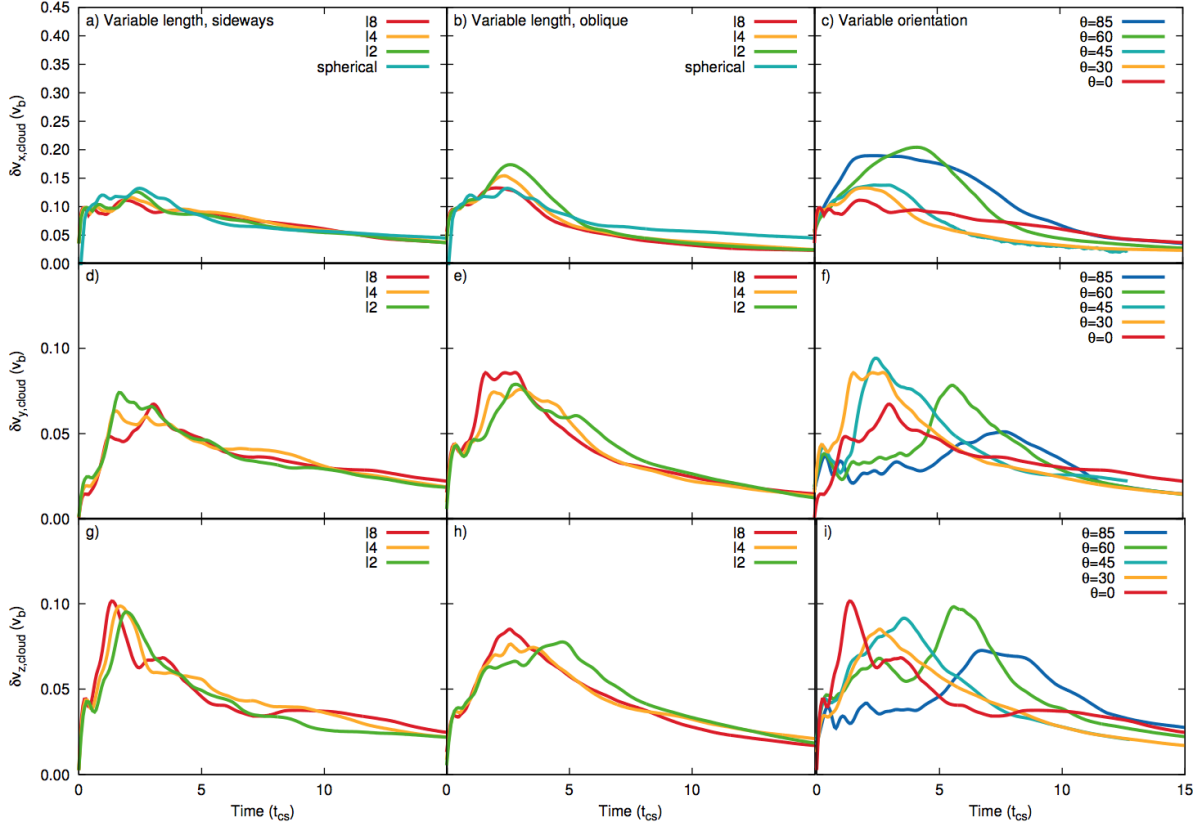 a) Variable length, sideways
l8
l4
l2
spherical
b) Variable length, oblique
l8
l4
l2
spherical
c) Variable orientation
θ=85
θ=60
θ=45
θ=30
θ=0
δv_x,cloud (v_b)
0.45
0.40
0.35
0.30
0.25
0.20
0.15
0.10
0.05
0.00
d)
l8
l4
l2
e)
l8
l4
l2
f)
θ=85
θ=60
θ=45
θ=30
θ=0
δv_y,cloud (v_b)
0.10
0.05
0.00
g)
l8
l4
l2
h)
l8
l4
l2
i)
θ=85
θ=60
θ=45
θ=30
θ=0
δv_z,cloud (v_b)
0.10
0.05
0.00
0 5 10
0 5 10
0 5 10 15
Time (t_cs)
Time (t_cs)
Time (t_cs)